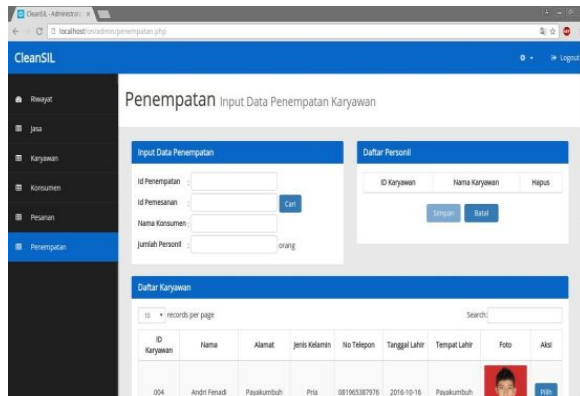 CleanSIL - Administrator
localhost/on/admin/penempatan.php
CleanSIL
Logout
Riwayat
Jasa
Karyawan
Konsumen
Pesanan
Penempatan
Penempatan Input Data Penempatan Karyawan
Input Data Penempatan
Id Penempatan :
Id Pemesanan : Cari
Nama Konsumen :
Jumlah Personil : orang
Daftar Personil
ID Karyawan Nama Karyawan Hapus
Simpan Batal
Daftar Karyawan
10 records per page Search:
ID Karyawan Nama Alamat Jenis Kelamin No Telepon Tanggal Lahir Tempat Lahir Foto Aksi
004 Andri Fenadi Payakumbuh Pria 081965387976 2016-10-16 Payakumbuh Pilih